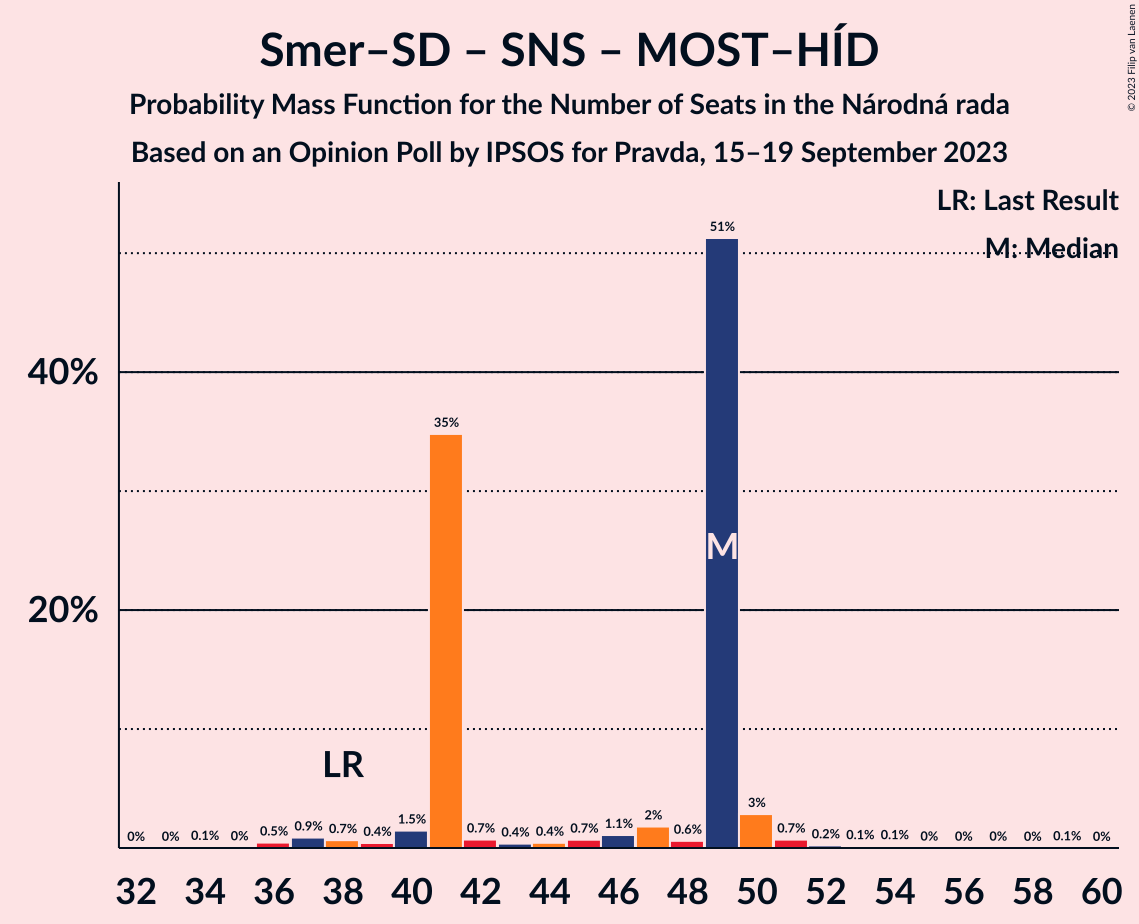 Smer–SD – SNS – MOST–HÍD
Probability Mass Function for the Number of Seats in the Národná rada
Based on an Opinion Poll by IPSOS for Pravda, 15–19 September 2023
© 2023 Filip van Laenen
LR: Last Result
M: Median
51%
40%
35%
M
20%
LR
0% 0% 0.1% 0% 0.5% 0.9% 0.7% 0.4% 1.5% 0.7% 0.4% 0.4% 0.7% 1.1% 2% 0.6% 3% 0.7% 0.2% 0.1% 0.1% 0% 0% 0% 0% 0.1% 0%
32 34 36 38 40 42 44 46 48 50 52 54 56 58 60